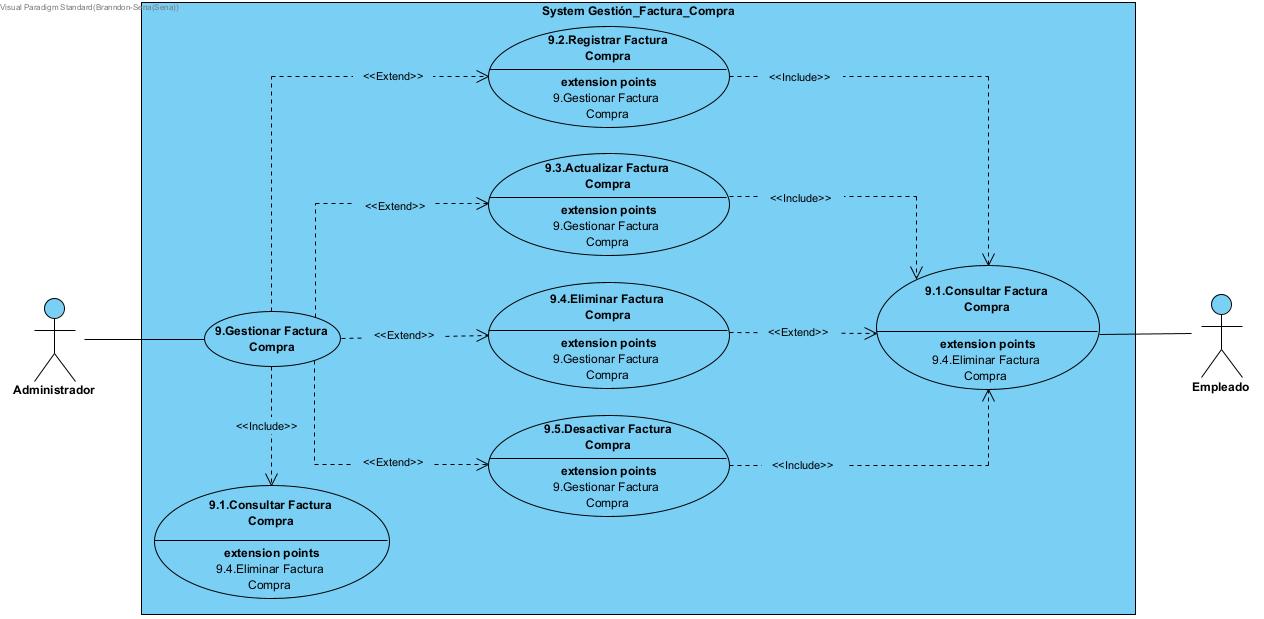 Visual Paradigm Standard(Branndon-Sena(Sena))
System Gestión_Factura_Compra
9.2.Registrar Factura
Compra
extension points
9.Gestionar Factura
Compra
<<Extend>>
<<Include>>
9.3.Actualizar Factura
Compra
extension points
9.Gestionar Factura
Compra
<<Extend>>
<<Include>>
9.4.Eliminar Factura
Compra
extension points
9.Gestionar Factura
Compra
<<Extend>>
<<Extend>>
9.1.Consultar Factura
Compra
extension points
9.4.Eliminar Factura
Compra
9.Gestionar Factura
Compra
Administrador
Empleado
<<Include>>
9.5.Desactivar Factura
Compra
extension points
9.Gestionar Factura
Compra
<<Extend>>
<<Include>>
9.1.Consultar Factura
Compra
extension points
9.4.Eliminar Factura
Compra